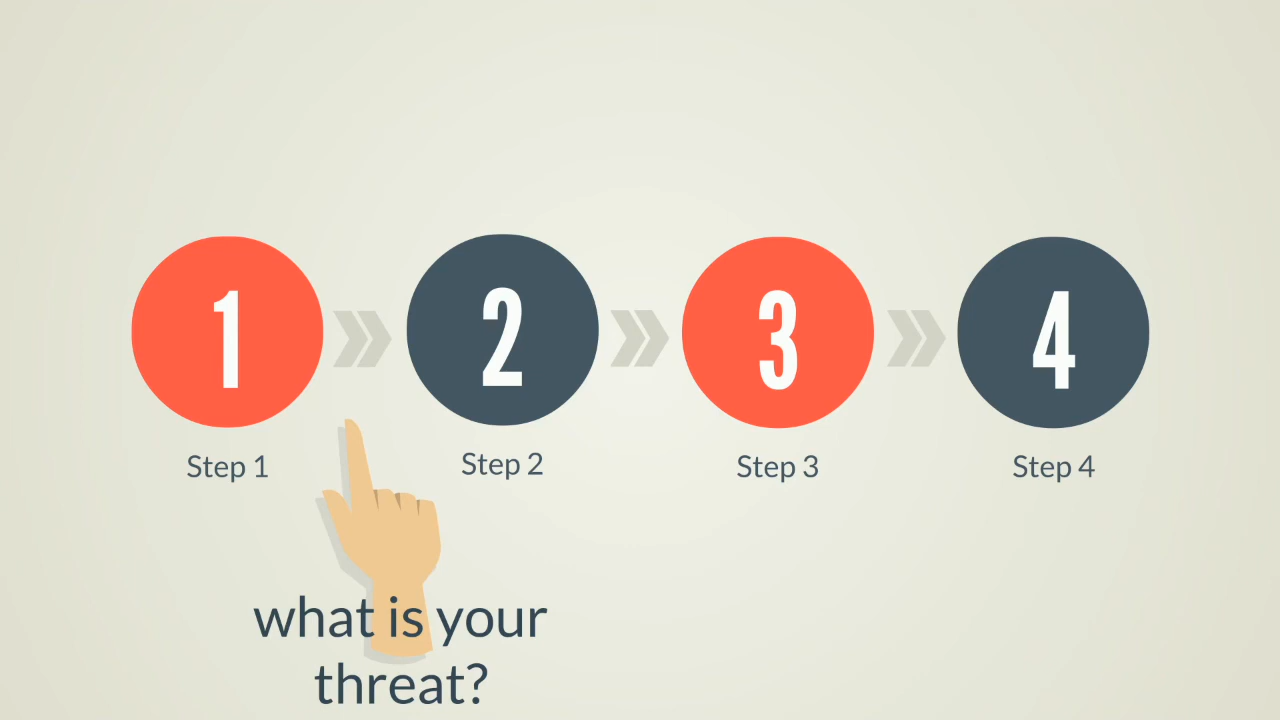 1
2
3
4
Step 1
Step 2
Step 3
Step 4
what is your
threat?